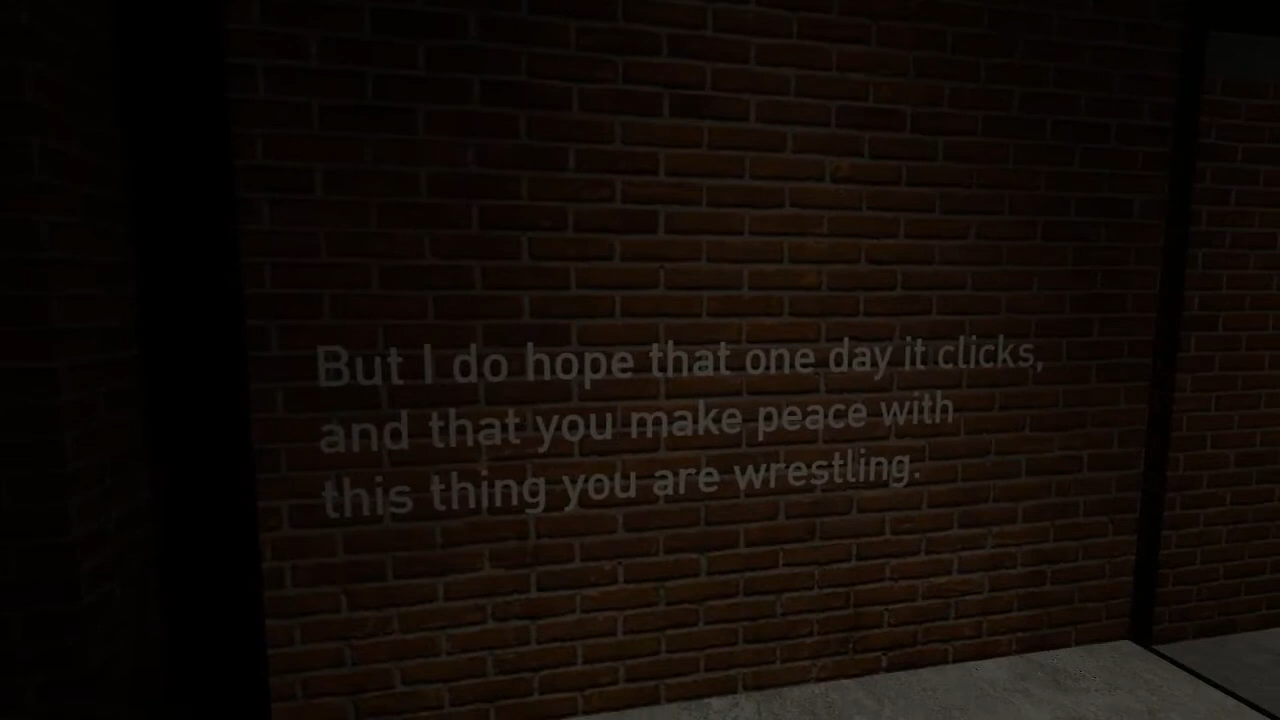 But I do hope that one day it clicks,
and that you make peace with
this thing you are wrestling.